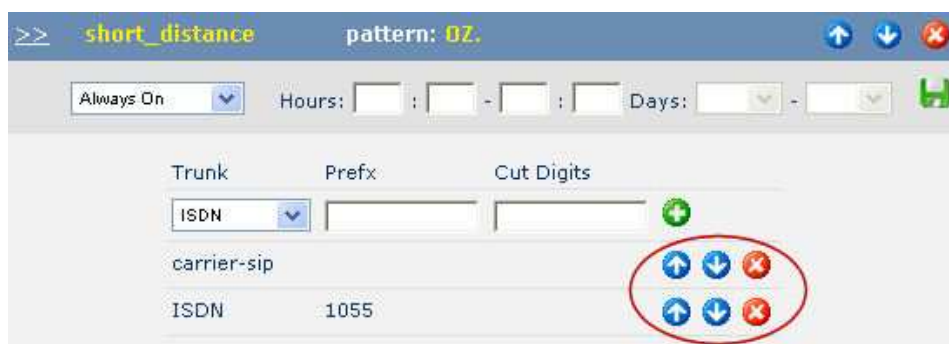 >> short_distance pattern: 0Z.
Always On Hours: : - : Days: -
Trunk Prefx Cut Digits
ISDN
carrier-sip
ISDN 1055